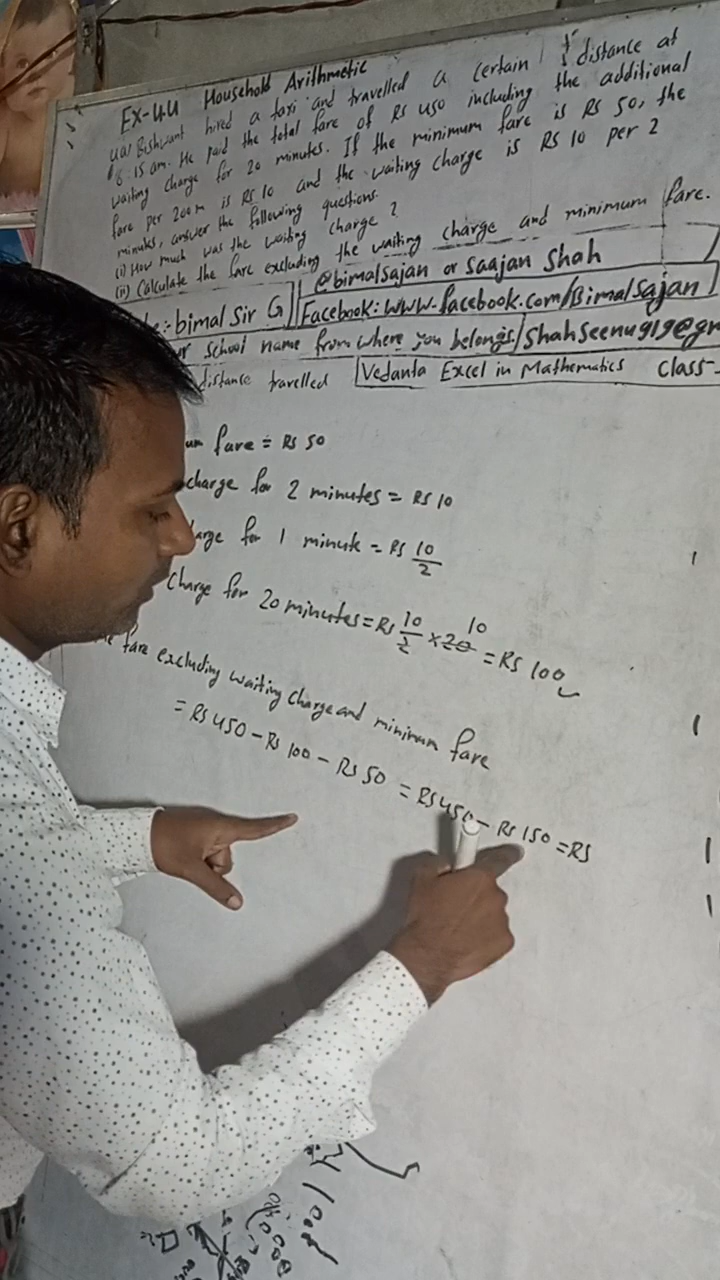 Ex-4.4 Household Arithmetic
Bishwant hired a taxi and travelled a certain distance at
6:15 am. He paid the total fare of Rs 450 including the additional
waiting charge for 20 minutes. If the minimum fare is Rs 50, the
fare per 200m is Rs 10 and the waiting charge is Rs 10 per 2
minutes, answer the following questions.
(i) How much was the waiting charge?
(ii) Calculate the fare excluding the waiting charge and minimum fare.
@bimalsajan or Saajan Shah
:-bimal Sir G
Facebook: www.facebook.com/Bimalsajan
school name from where you belongs/shahseenu919@gm
distance travelled
Vedanta Excel in Mathematics Class-
fare = Rs 50
charge for 2 minutes = Rs 10
for 1 minute = Rs 10/2
Charge for 20 minutes = Rs 10/2 × 20 10 = Rs 100
fare excluding waiting charge and minimum fare
= Rs 450 - Rs 100 - Rs 50 = Rs 450 - Rs 150 = Rs